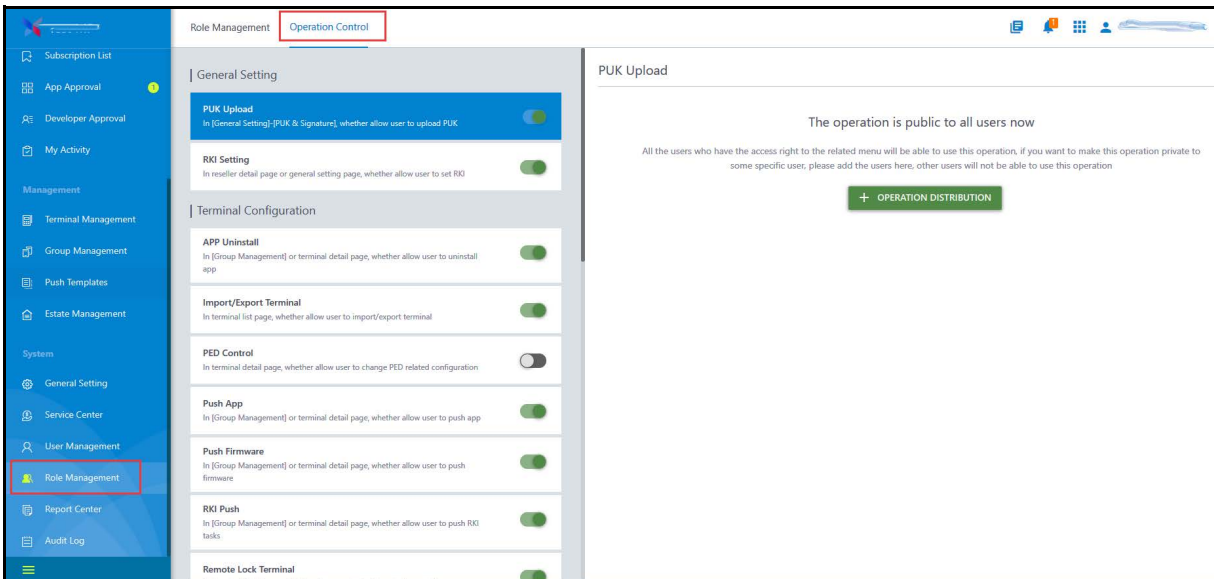 Role Management
Operation Control
1
Subscription List
App Approval
1
Developer Approval
My Activity
Management
Terminal Management
Group Management
Push Templates
Estate Management
System
General Setting
Service Center
User Management
Role Management
Report Center
Audit Log
General Setting
PUK Upload
In [General Setting]-[PUK & Signature], whether allow user to upload PUK
RKI Setting
In reseller detail page or general setting page, whether allow user to set RKI
Terminal Configuration
APP Uninstall
In [Group Management] or terminal detail page, whether allow user to uninstall
app
Import/Export Terminal
In terminal list page, whether allow user to import/export terminal
PED Control
In terminal detail page, whether allow user to change PED related configuration
Push App
In [Group Management] or terminal detail page, whether allow user to push app
Push Firmware
In [Group Management] or terminal detail page, whether allow user to push
firmware
RKI Push
In [Group Management] or terminal detail page, whether allow user to push RKI
tasks
Remote Lock Terminal
PUK Upload
The operation is public to all users now
All the users who have the access right to the related menu will be able to use this operation, if you want to make this operation private to
some specific user, please add the users here, other users will not be able to use this operation
+ OPERATION DISTRIBUTION